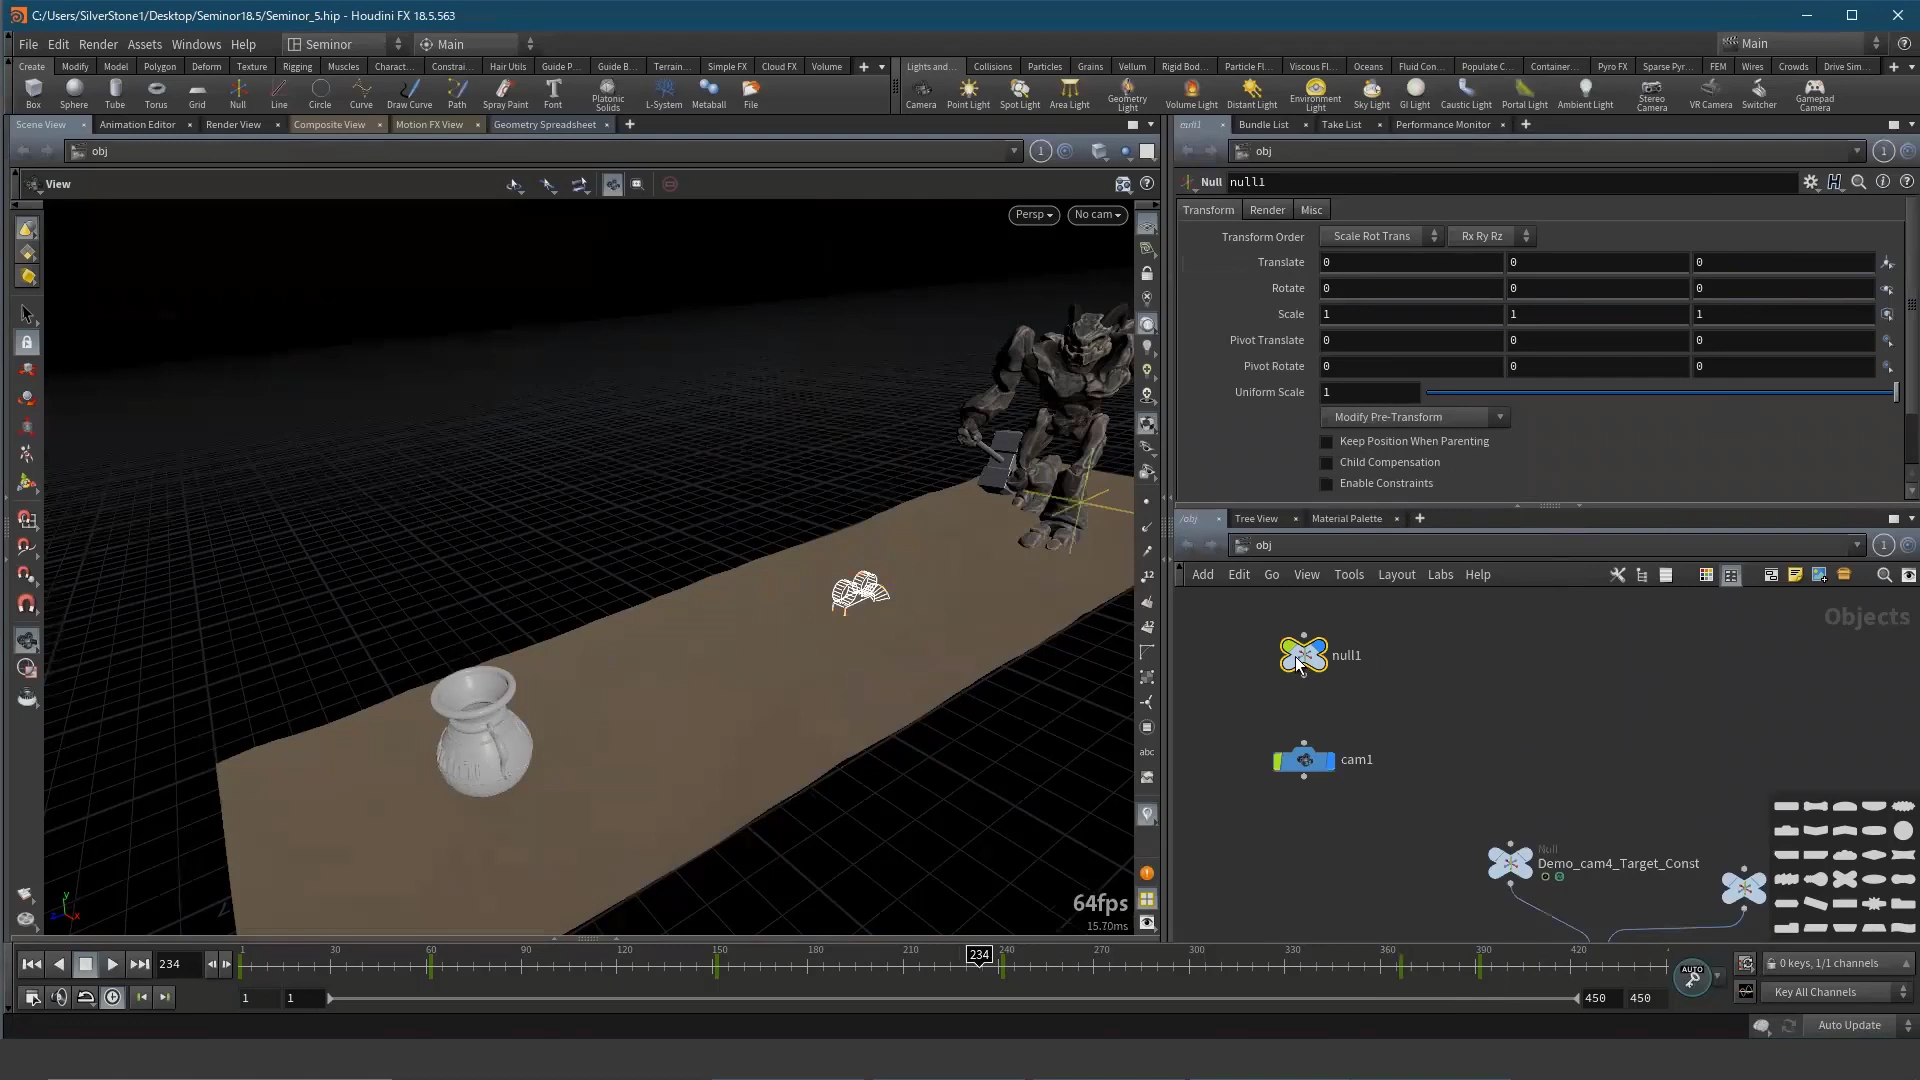 C:/Users/SilverStone1/Desktop/Seminor18.5/Seminor_5.hip - Houdini FX 18.5.563
File Edit Render Assets Windows Help Seminor Main Main
Create Modify Model Polygon Deform Texture Rigging Muscles Charact... Constrai... Hair Utils Guide P... Guide B... Terrain... Simple FX Cloud FX Volume
Lights and... Collisions Particles Grains Vellum Rigid Bod... Particle Fl... Viscous Fl... Oceans Fluid Con... Populate C... Container... Pyro FX Sparse Pyr... FEM Wires Crowds Drive Sim...
Box Sphere Tube Torus Grid Null Line Circle Curve Draw Curve Path Spray Paint Font Platonic Solids L-System Metaball File
Camera Point Light Spot Light Area Light Geometry Light Volume Light Distant Light Environment Light Sky Light GI Light Caustic Light Portal Light Ambient Light Stereo Camera VR Camera Switcher Gamepad Camera
Scene View Animation Editor Render View Composite View Motion FX View Geometry Spreadsheet
null1 Bundle List Take List Performance Monitor
obj 1
obj 1
View
Null null1
Persp No cam
Transform Render Misc
Transform Order Scale Rot Trans Rx Ry Rz
Translate 0 0 0
Rotate 0 0 0
Scale 1 1 1
Pivot Translate 0 0 0
Pivot Rotate 0 0 0
Uniform Scale 1
Modify Pre-Transform
Keep Position When Parenting
Child Compensation
Enable Constraints
/obj Tree View Material Palette
obj 1
Add Edit Go View Tools Layout Labs Help
Objects
null1
cam1
Null
Demo_cam4_Target_Const
12
12
abc
y
z x
64fps
15.70ms
1 30 60 90 120 150 180 210 240 270 300 330 360 390 420
234 234
AUTO
0 keys, 1/1 channels
1 1 450 450
Key All Channels
Auto Update